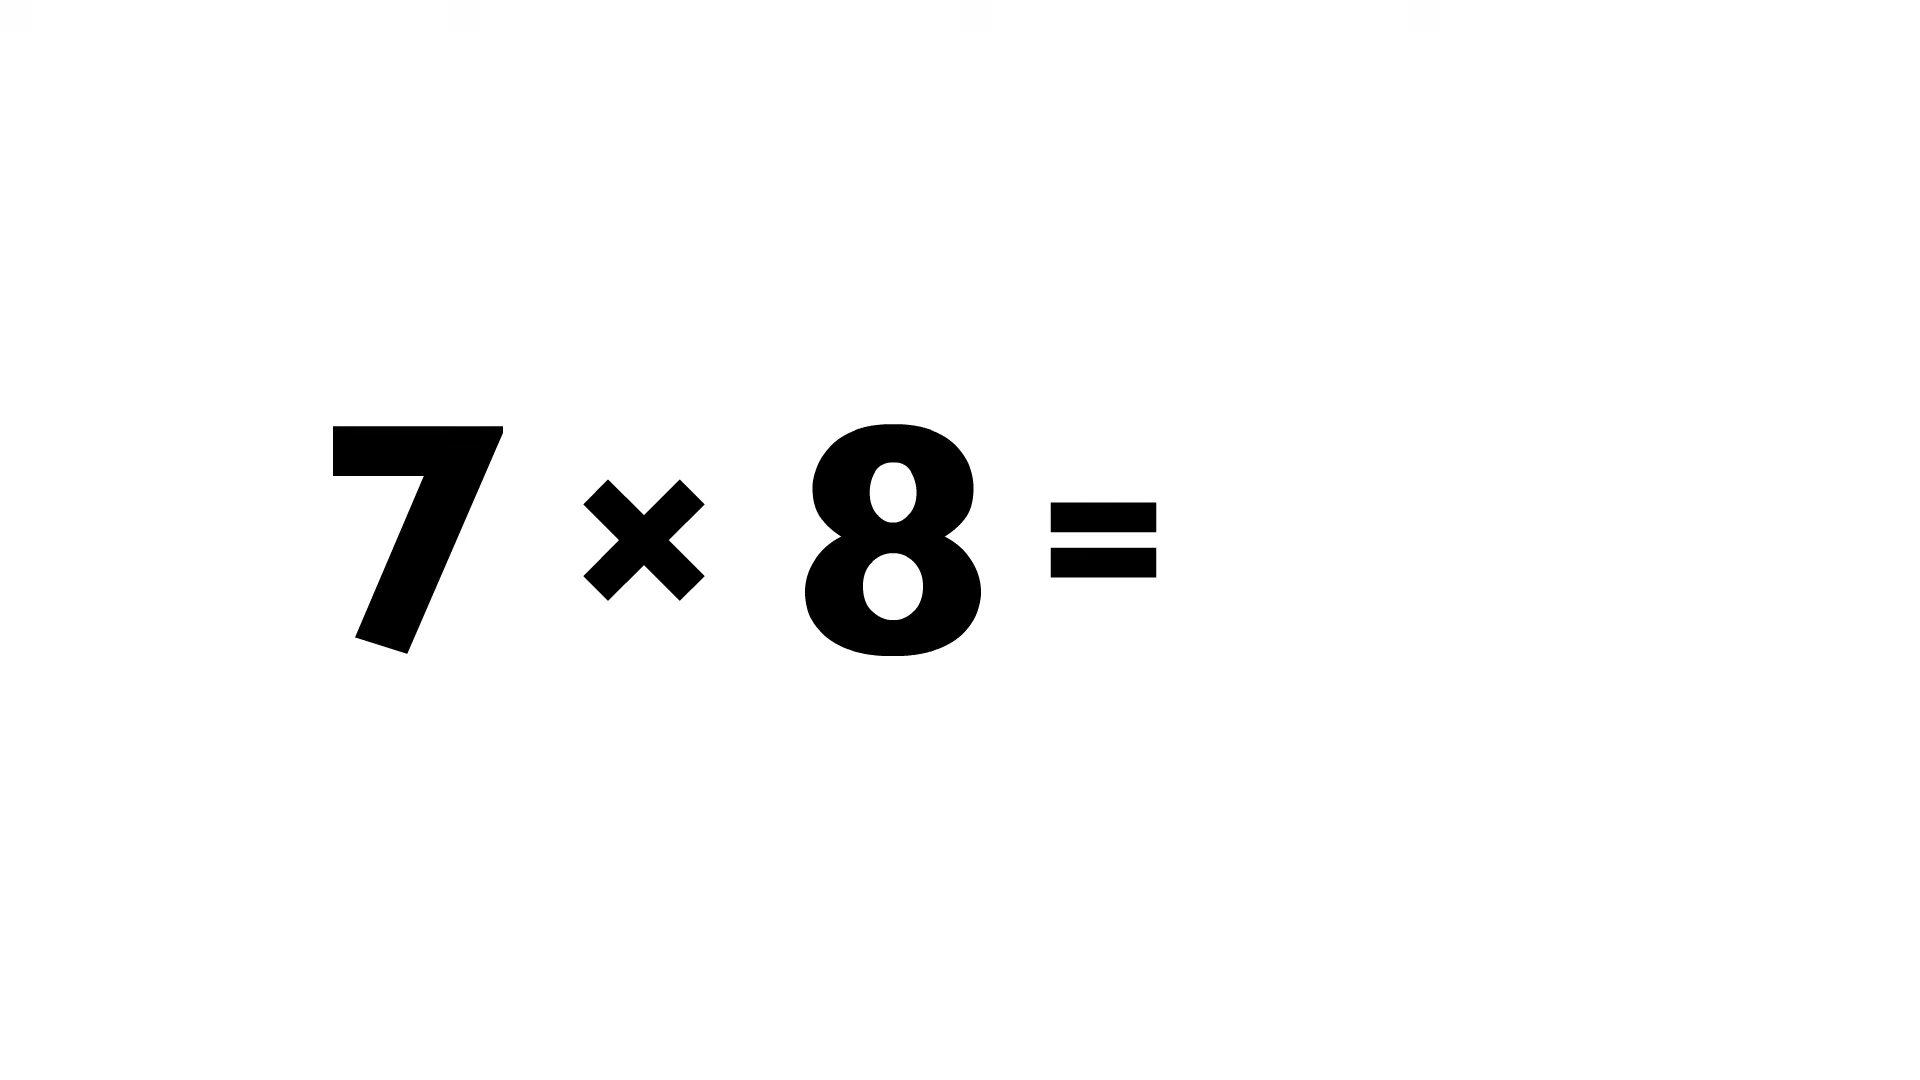 7 × 8 =